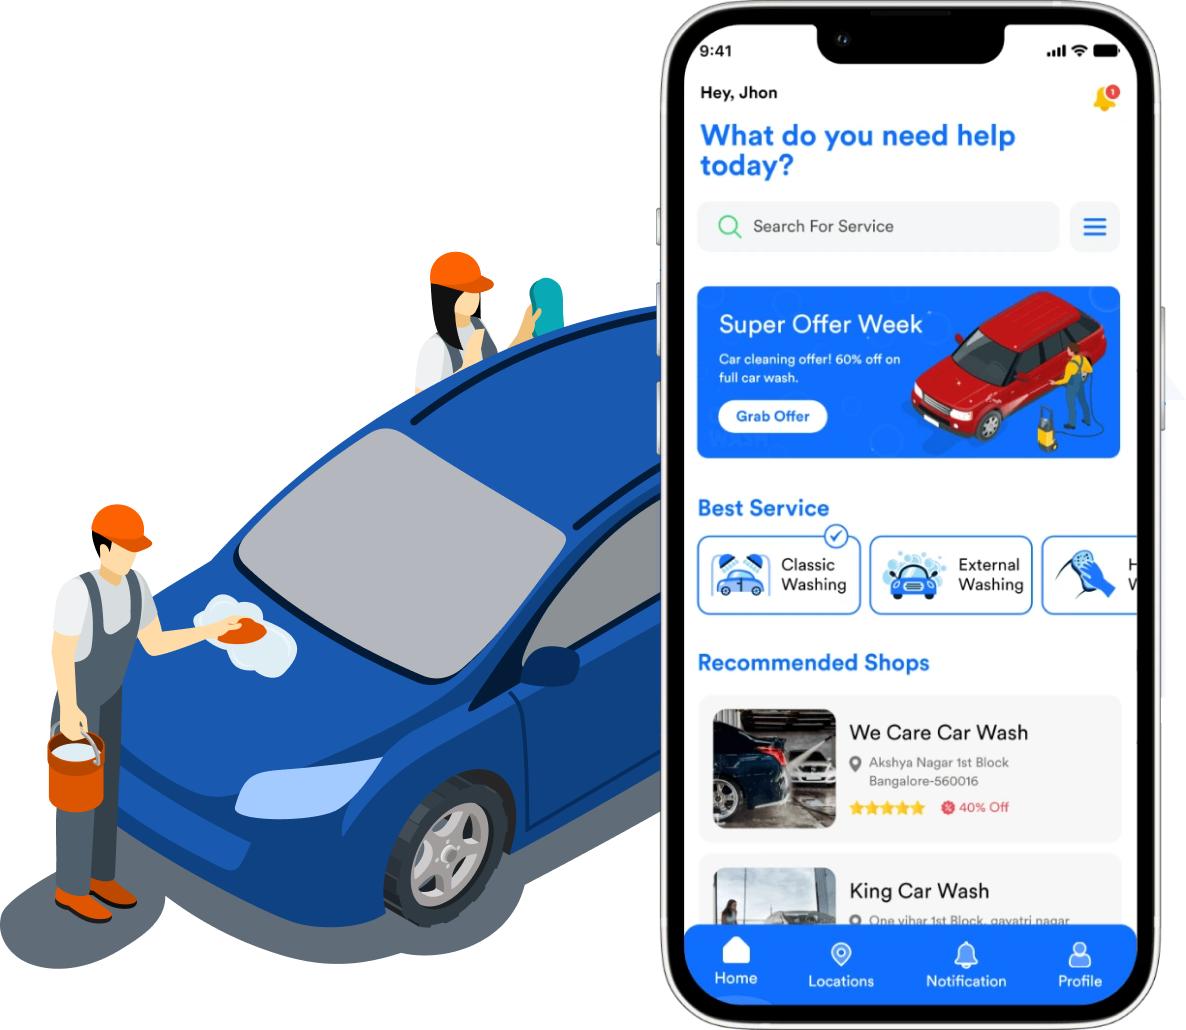 9:41
Hey, Jhon
1
What do you need help
today?
Search For Service
Super Offer Week
Car cleaning offer! 60% off on
full car wash.
Grab Offer
Best Service
Classic
Washing
External
Washing
H
W
Recommended Shops
We Care Car Wash
Akshya Nagar 1st Block
Bangalore-560016
40% Off
King Car Wash
One vihar 1st Block, gayatri nagar
Home
Locations
Notification
Profile